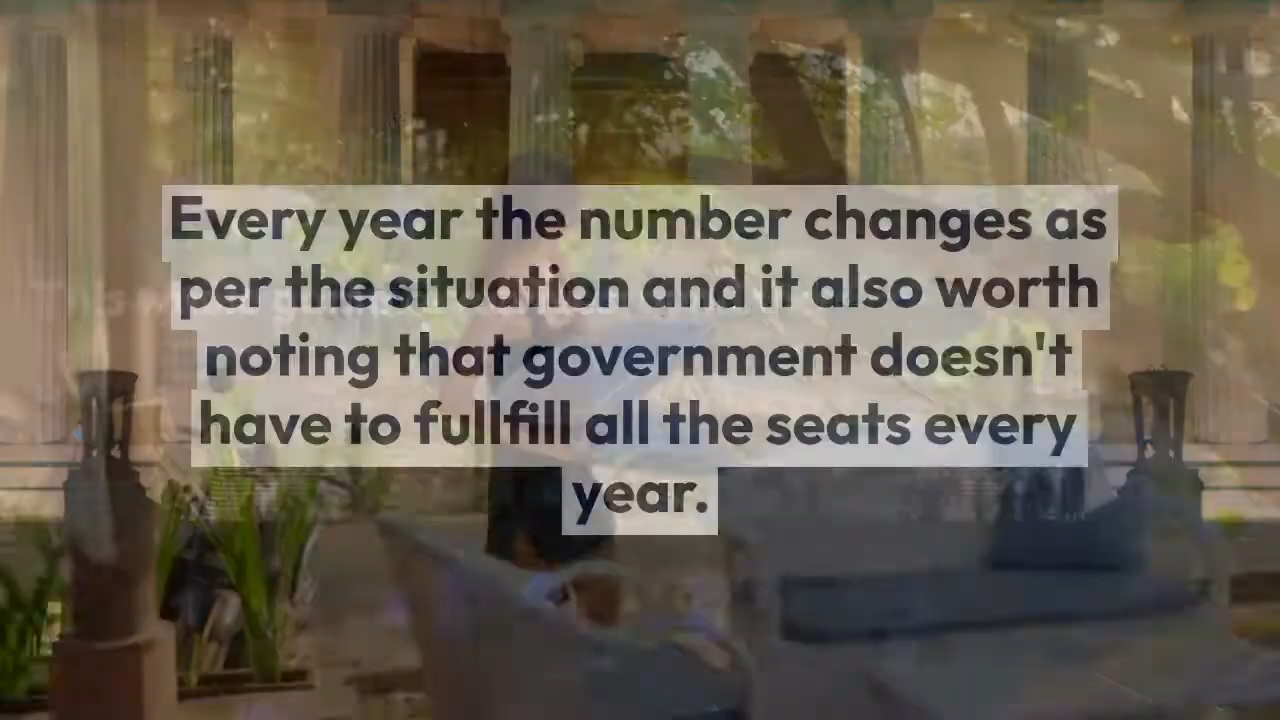 Every year the number changes as
per the situation and it also worth
noting that government doesn't
have to fullfill all the seats every
year.